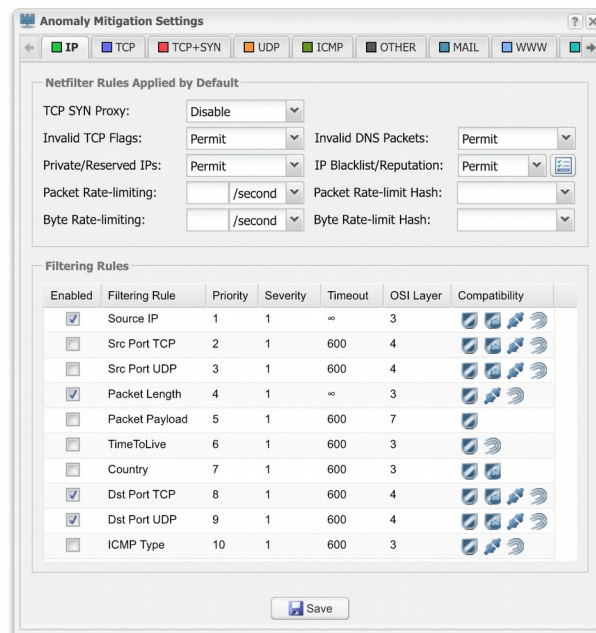 Anomaly Mitigation Settings ? X
IP TCP TCP+SYN UDP ICMP OTHER MAIL WWW
Netfilter Rules Applied by Default
TCP SYN Proxy: Disable
Invalid TCP Flags: Permit Invalid DNS Packets: Permit
Private/Reserved IPs: Permit IP Blacklist/Reputation: Permit
Packet Rate-limiting: /second Packet Rate-limit Hash:
Byte Rate-limiting: /second Byte Rate-limit Hash:
Filtering Rules
Enabled Filtering Rule Priority Severity Timeout OSI Layer Compatibility
Source IP 1 1 ∞ 3
Src Port TCP 2 1 600 4
Src Port UDP 3 1 600 4
Packet Length 4 1 ∞ 3
Packet Payload 5 1 600 7
TimeToLive 6 1 600 3
Country 7 1 600 3
Dst Port TCP 8 1 600 4
Dst Port UDP 9 1 600 4
ICMP Type 10 1 600 3
Save